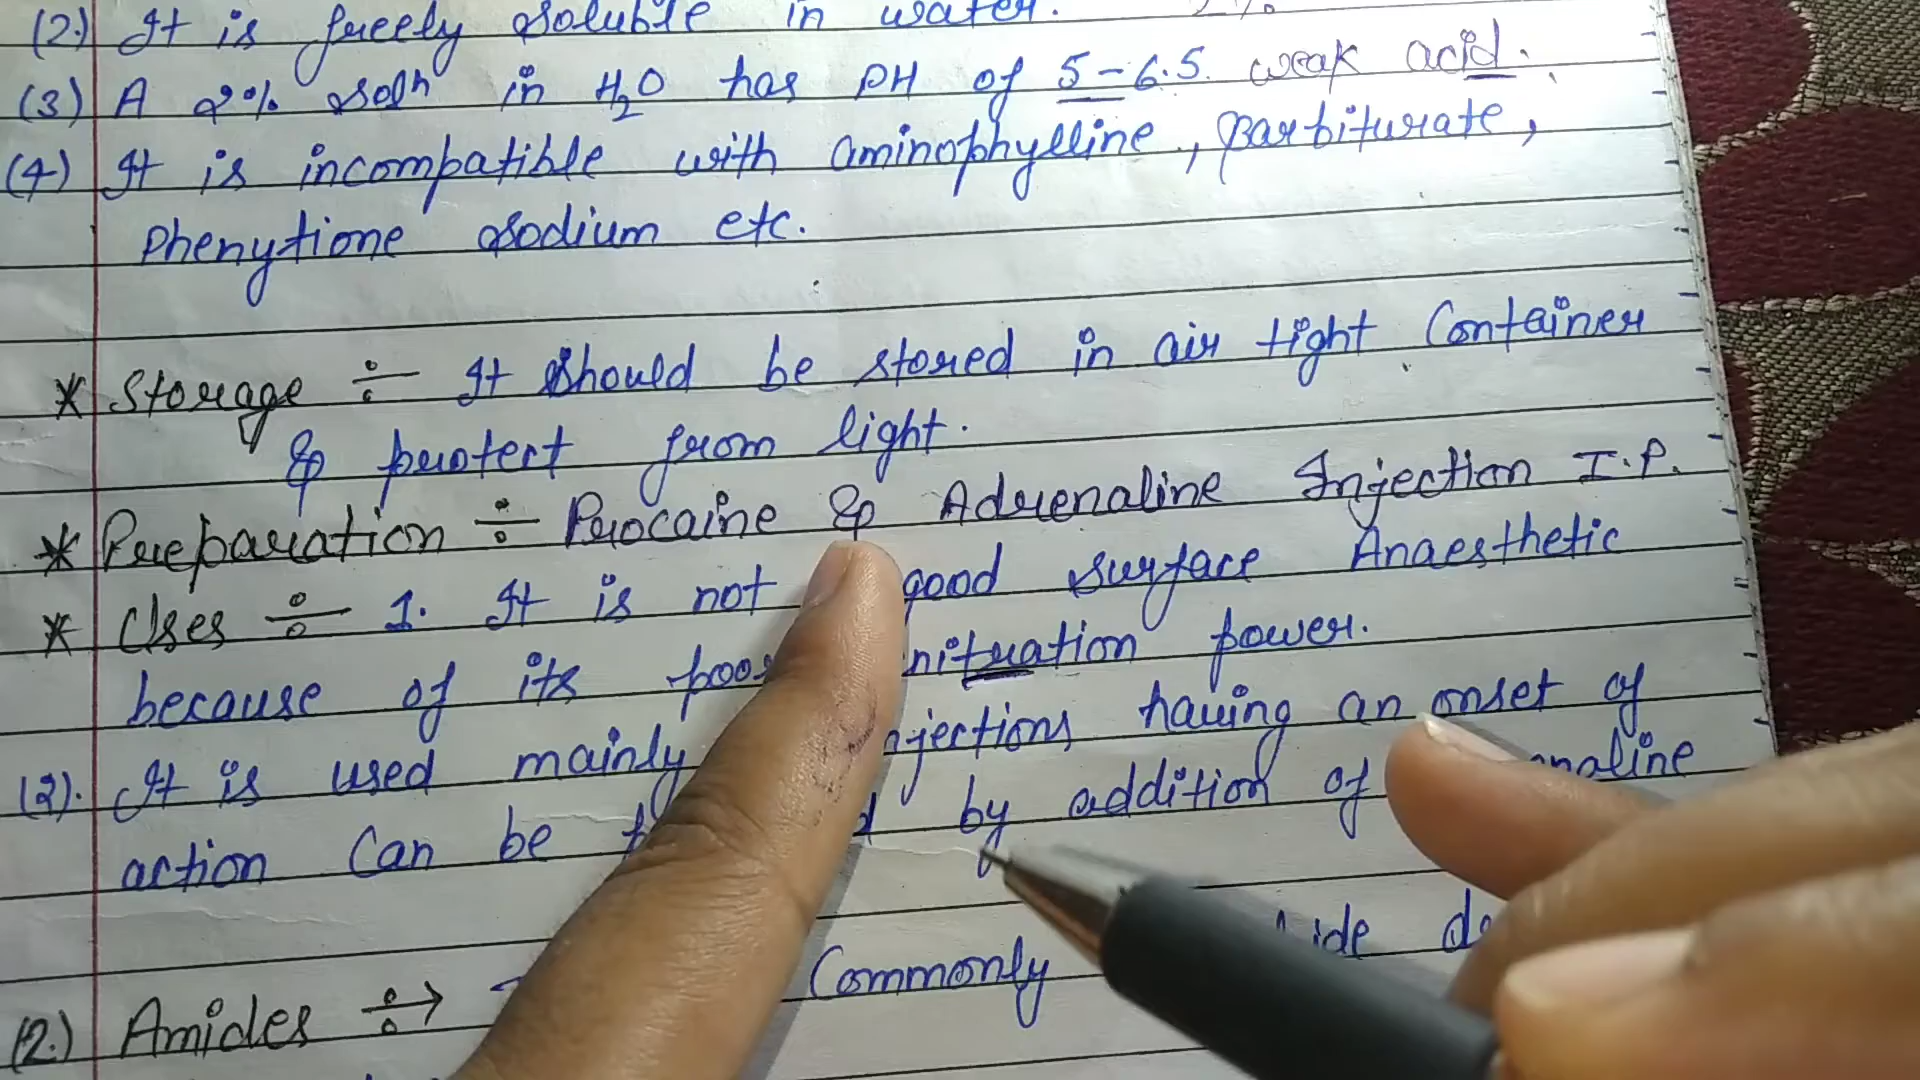 (2.) It is freely soluble in water.
(3) A 2% soln in H2O has PH of 5-6.5. weak acid.
(4) It is incompatible with aminophylline, barbiturate,
Phenytione sodium etc.
* Storage ÷ It should be stored in air tight Container
& protect from light.
* Preparation ÷ Procaine & Adrenaline Injection I.P.
* Uses ÷ 1. It is not good surface Anaesthetic
because of its power.
(2). It is used mainly having an onset of
action Can be by addition of
(2.) Amides ÷→ Commonly